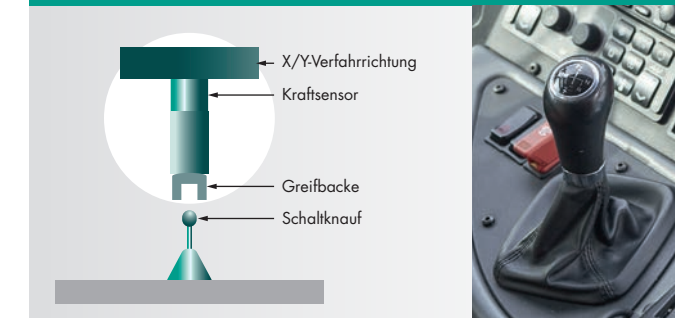 X/Y-Verfahrrichtung
Kraftsensor
Greifbacke
Schaltknauf